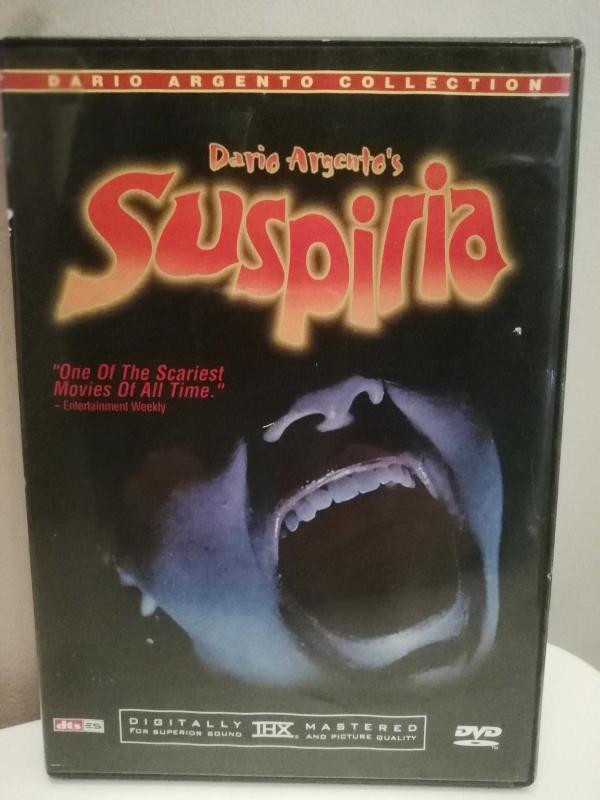 DARIO ARGENTO COLLECTION
Dario Argento's
Suspiria
"One Of The Scariest
Movies Of All Time."
– Entertainment Weekly
dts ES
DIGITALLY THX MASTERED
FOR SUPERIOR SOUND AND PICTURE QUALITY
DVD
TM